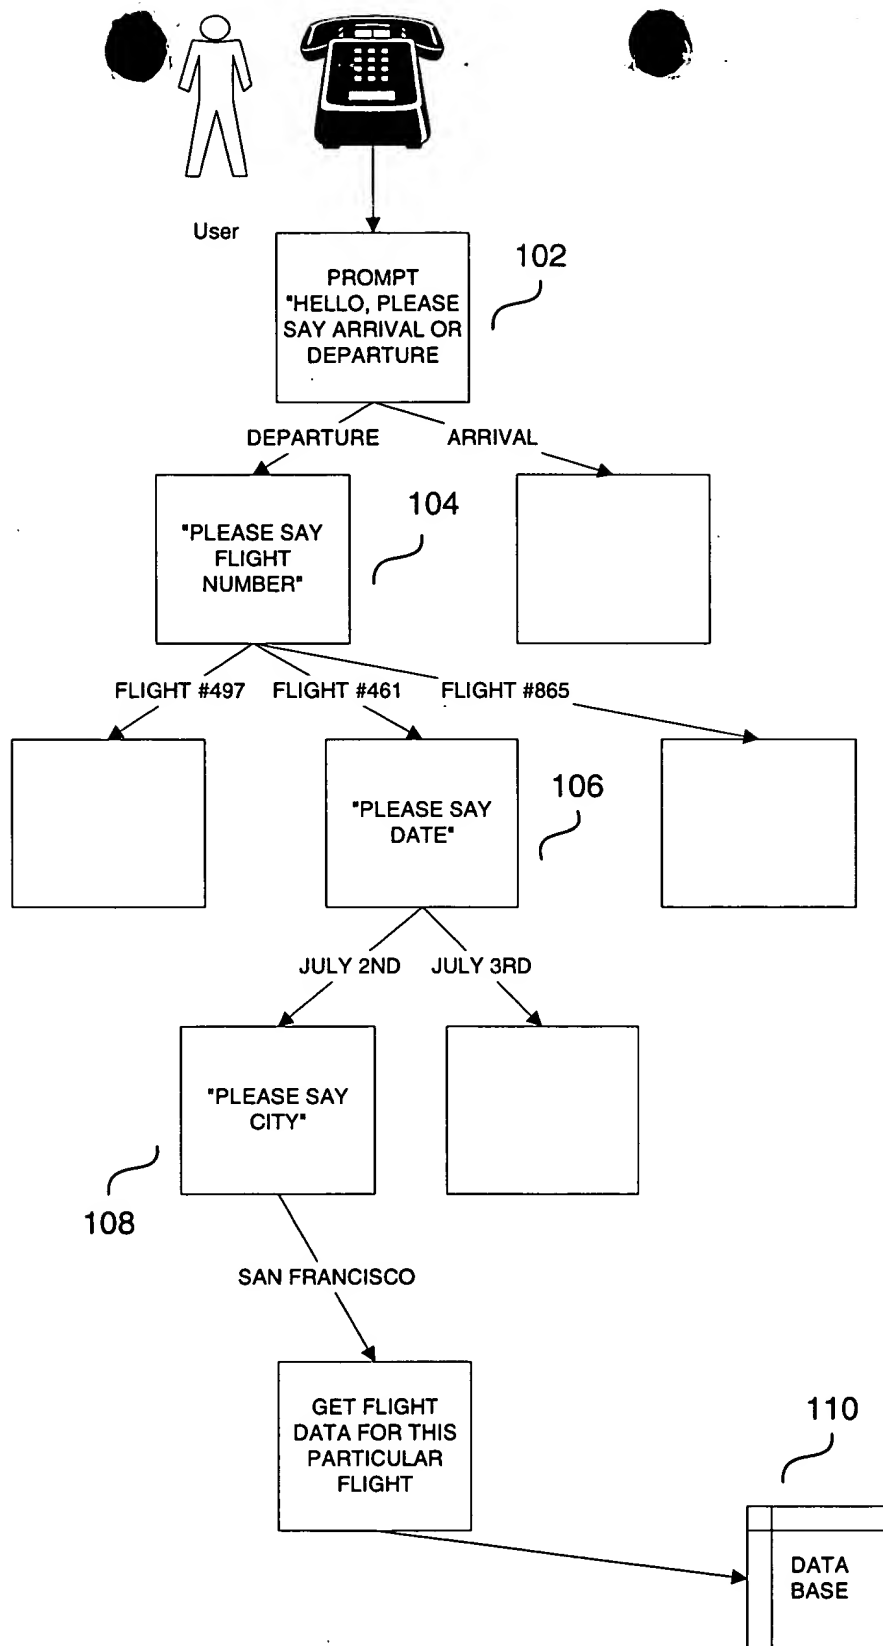 User
102
PROMPT
"HELLO, PLEASE
SAY ARRIVAL OR
DEPARTURE
DEPARTURE
ARRIVAL
104
"PLEASE SAY
FLIGHT
NUMBER"
FLIGHT #497
FLIGHT #461
FLIGHT #865
106
"PLEASE SAY
DATE"
JULY 2ND
JULY 3RD
"PLEASE SAY
CITY"
108
SAN FRANCISCO
GET FLIGHT
DATA FOR THIS
PARTICULAR
FLIGHT
110
DATA
BASE